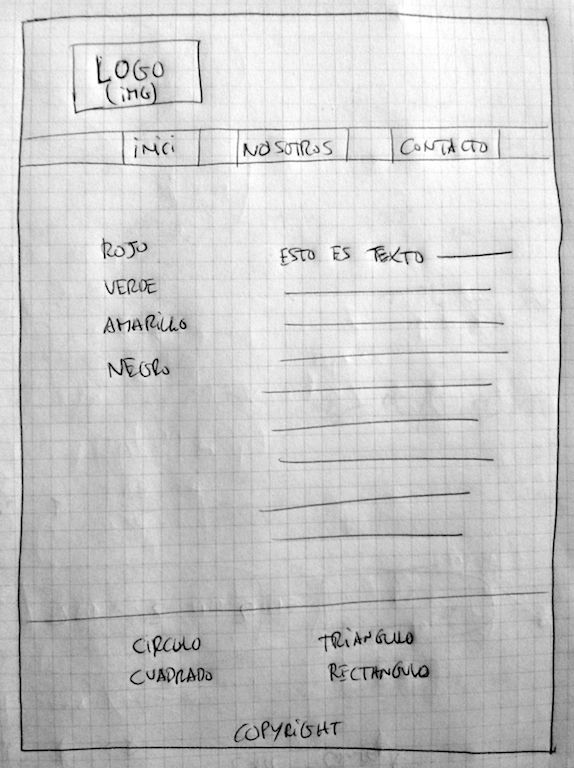 LOGO
(iMG)
iNiCi NOSOTROS CONTACTO
ROJO
VERDE
AMARILLO
NEGRO
ESTO ES TEXTO
CIRCULO TRIANGULO
CUADRADO RECTANGULO
COPYRiGHT